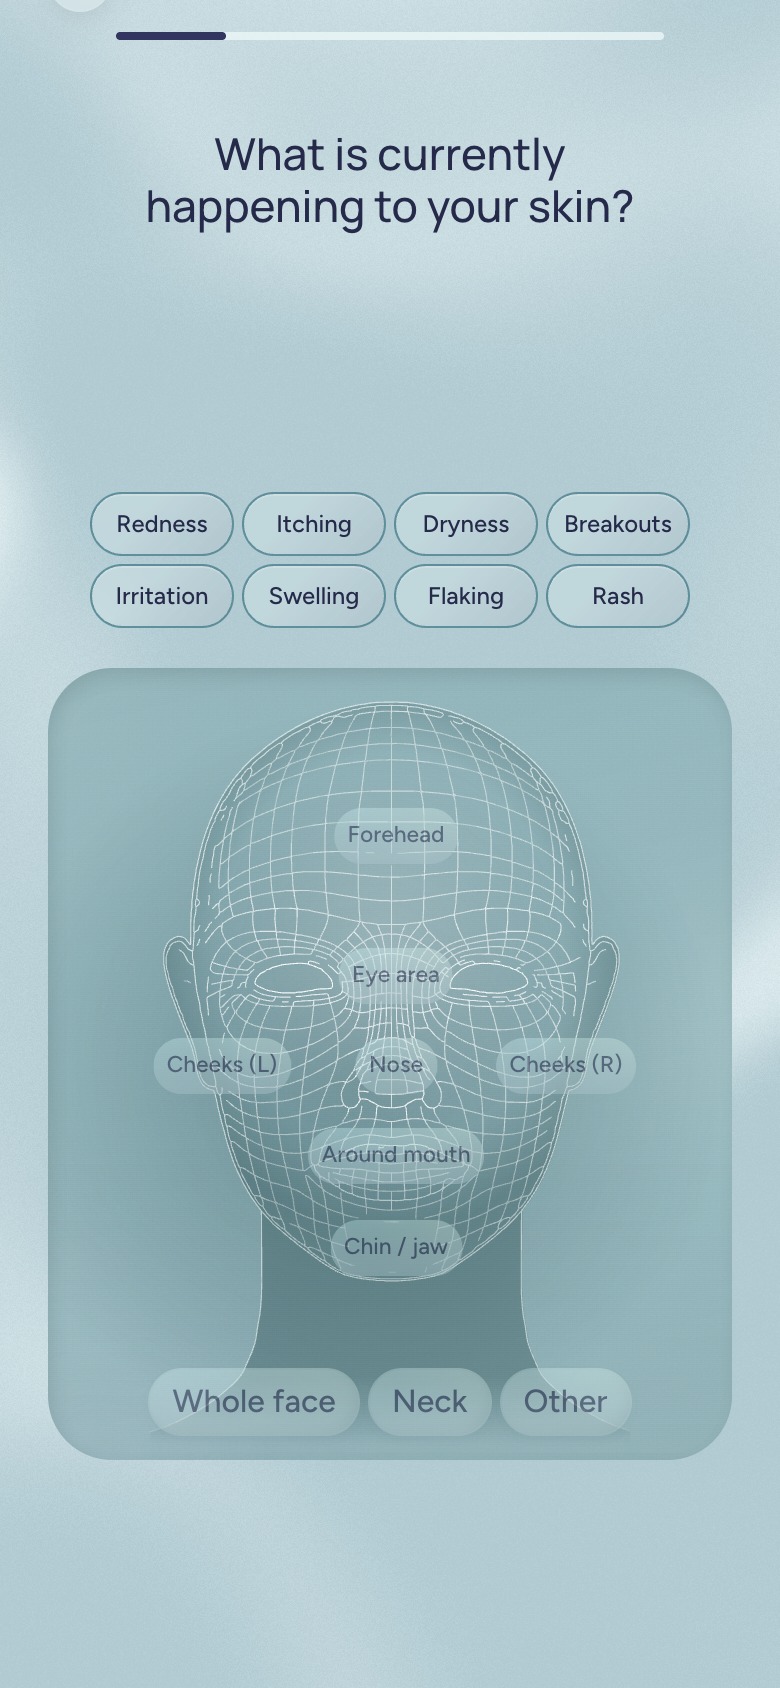 What is currently
happening to your skin?
Redness Itching Dryness Breakouts
Irritation Swelling Flaking Rash
Forehead
Eye area
Cheeks (L) Nose Cheeks (R)
Around mouth
Chin / jaw
Whole face Neck Other